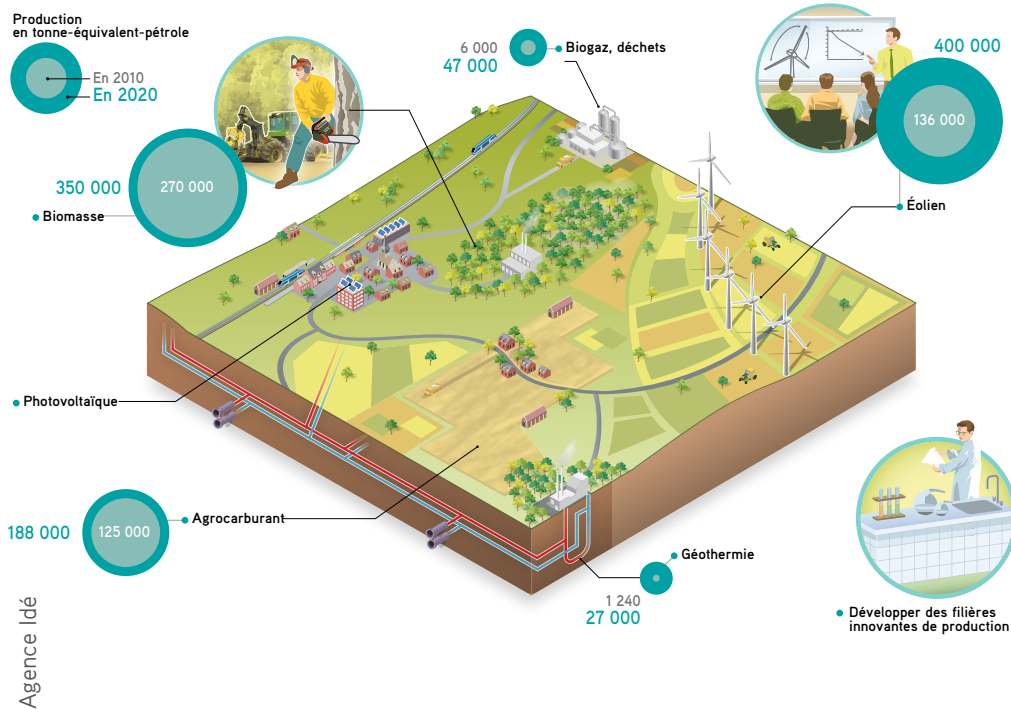 Production
en tonne-équivalent-pétrole
En 2010
En 2020
6 000
47 000
Biogaz, déchets
400 000
136 000
Éolien
350 000
270 000
Biomasse
Photovoltaïque
188 000
125 000
Agrocarburant
Géothermie
1 240
27 000
Développer des filières
innovantes de production
Agence Idé